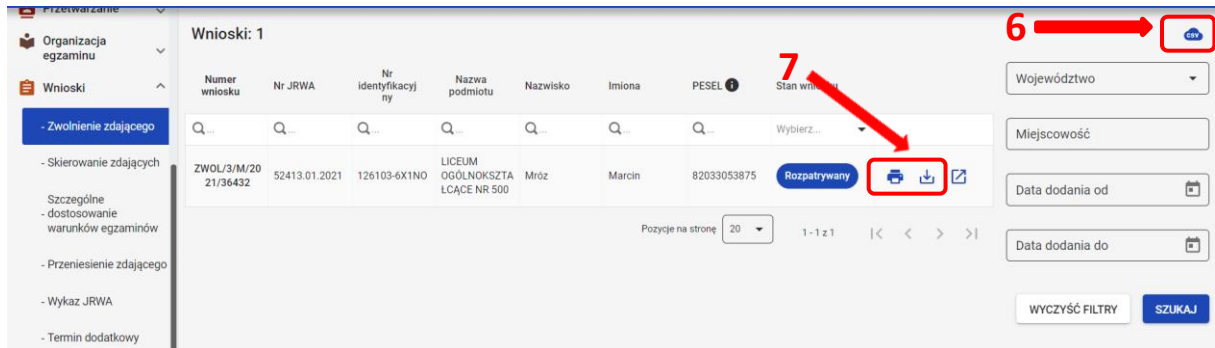 Przetwarzanie
Organizacja
egzaminu
Wnioski
- Zwolnienie zdającego
- Skierowanie zdających
Szczególne
- dostosowanie
warunków egzaminów
- Przeniesienie zdającego
- Wykaz JRWA
- Termin dodatkowy
Wnioski: 1
Numer
wniosku
Nr JRWA
Nr
identyfikacyj
ny
Nazwa
podmiotu
Nazwisko
Imiona
PESEL
Stan wniosku
...
...
...
...
...
...
...
Wybierz...
ZWOL/3/M/20
21/36432
52413.01.2021
126103-6X1NO
LICEUM
OGÓLNOKSZTA
ŁCĄCE NR 500
Mróz
Marcin
82033053875
Rozpatrywany
Pozycje na stronę 20
1 - 1 z 1
6
7
CSV
Województwo
Miejscowość
Data dodania od
Data dodania do
WYCZYŚĆ FILTRY
SZUKAJ